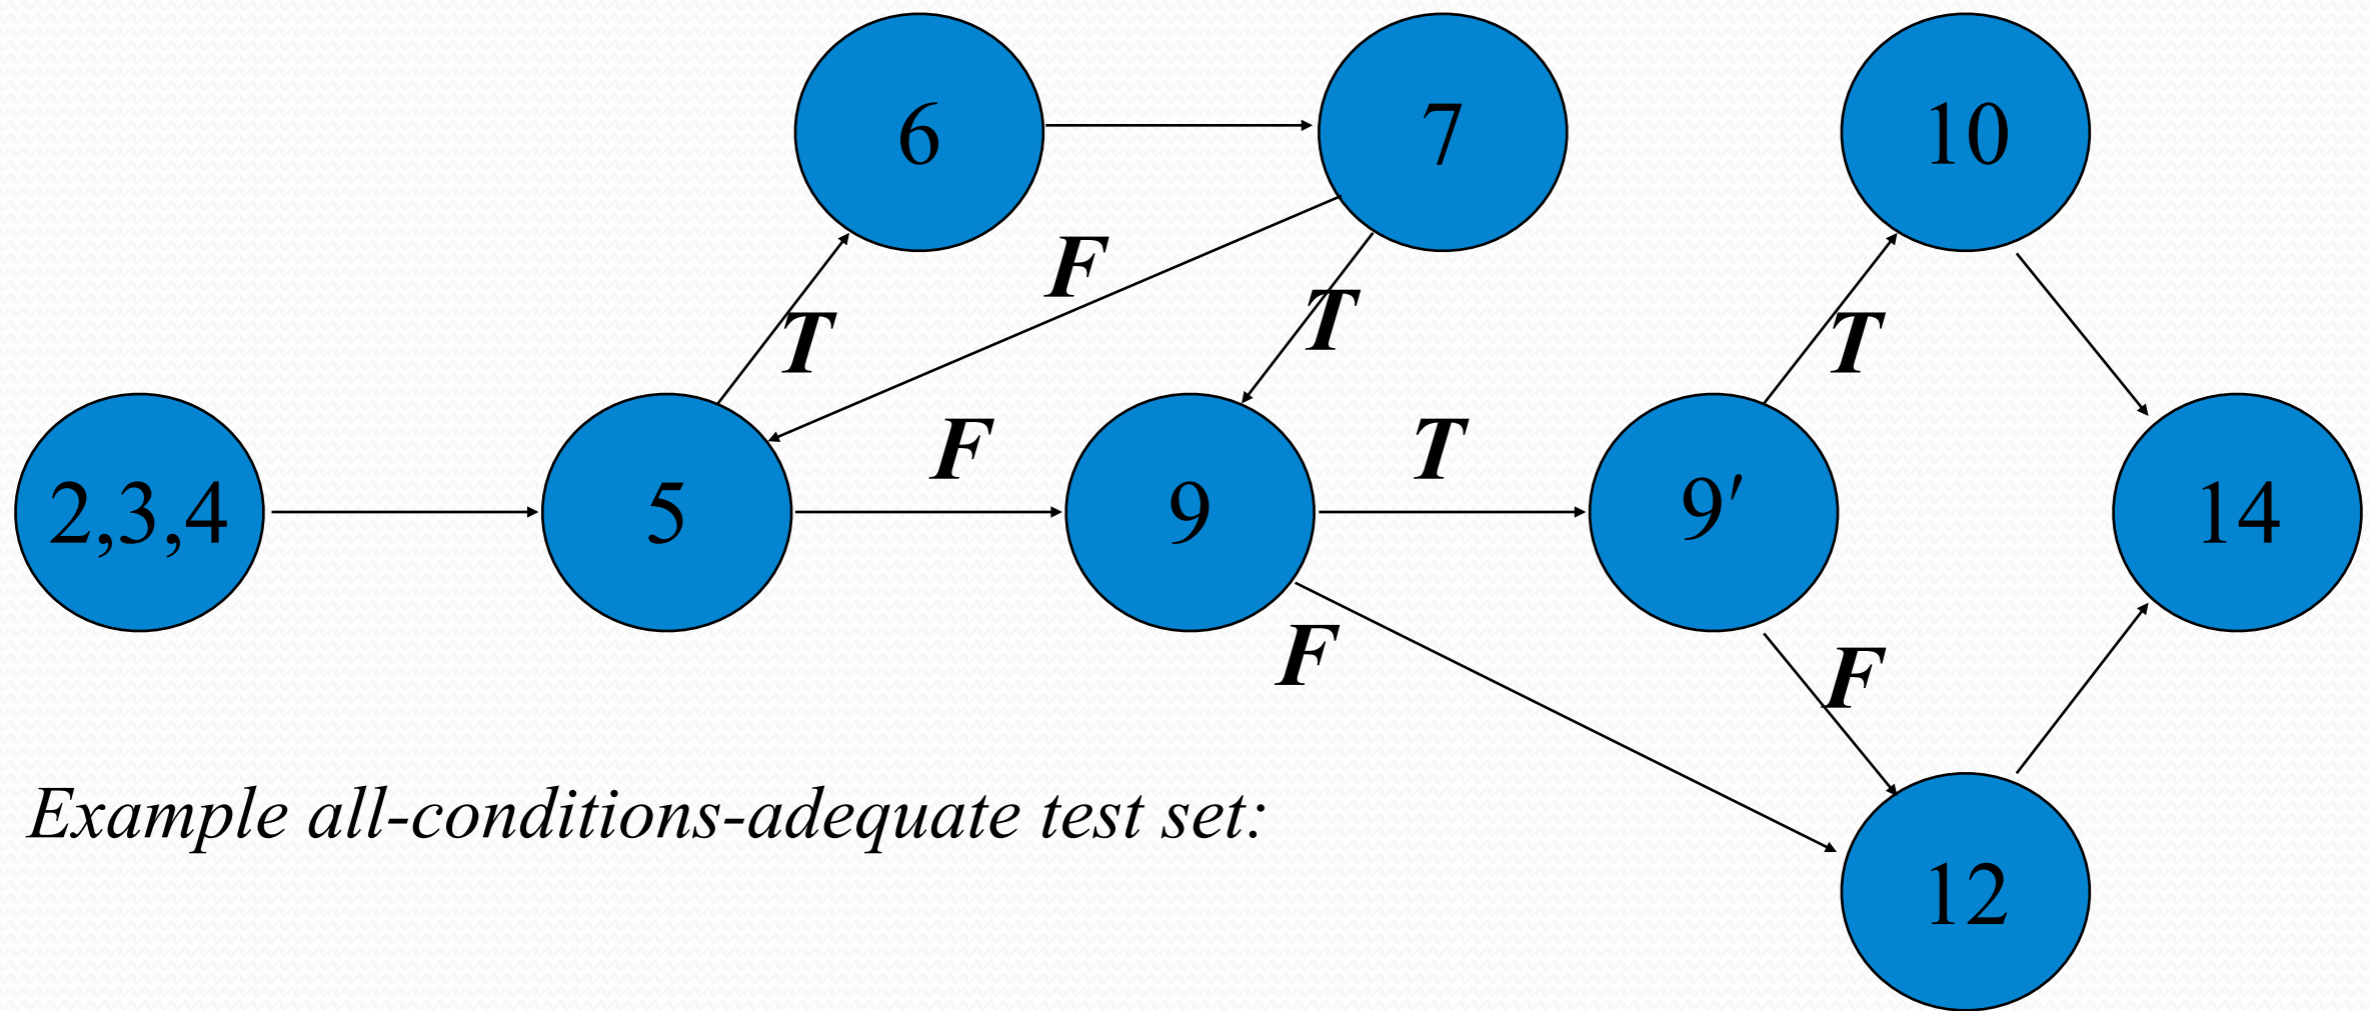 6
7
10
F
T
T
T
F
T
2,3,4
5
9
9′
14
F
F
Example all-conditions-adequate test set:
12